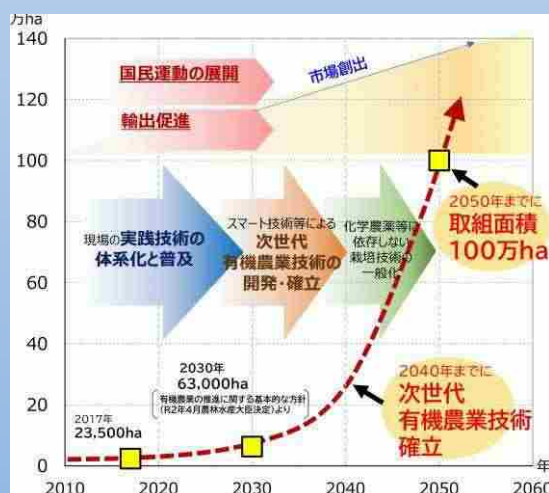 万ha
140
120
100
80
60
40
20
0
国民運動の展開
輸出促進
市場創出
現場の実践技術の
体系化と普及
スマート技術等による
次世代
有機農業技術の
開発・確立
化学農薬等に
依存しない
栽培技術の
一般化
2050年までに
取組面積
100万ha
2030年
63,000ha
有機農業の推進に関する基本的な方針
(R2年4月農林水産大臣決定)より
2017年
23,500ha
2040年までに
次世代
有機農業技術
確立
年
2010 2020 2030 2040 2050 2060